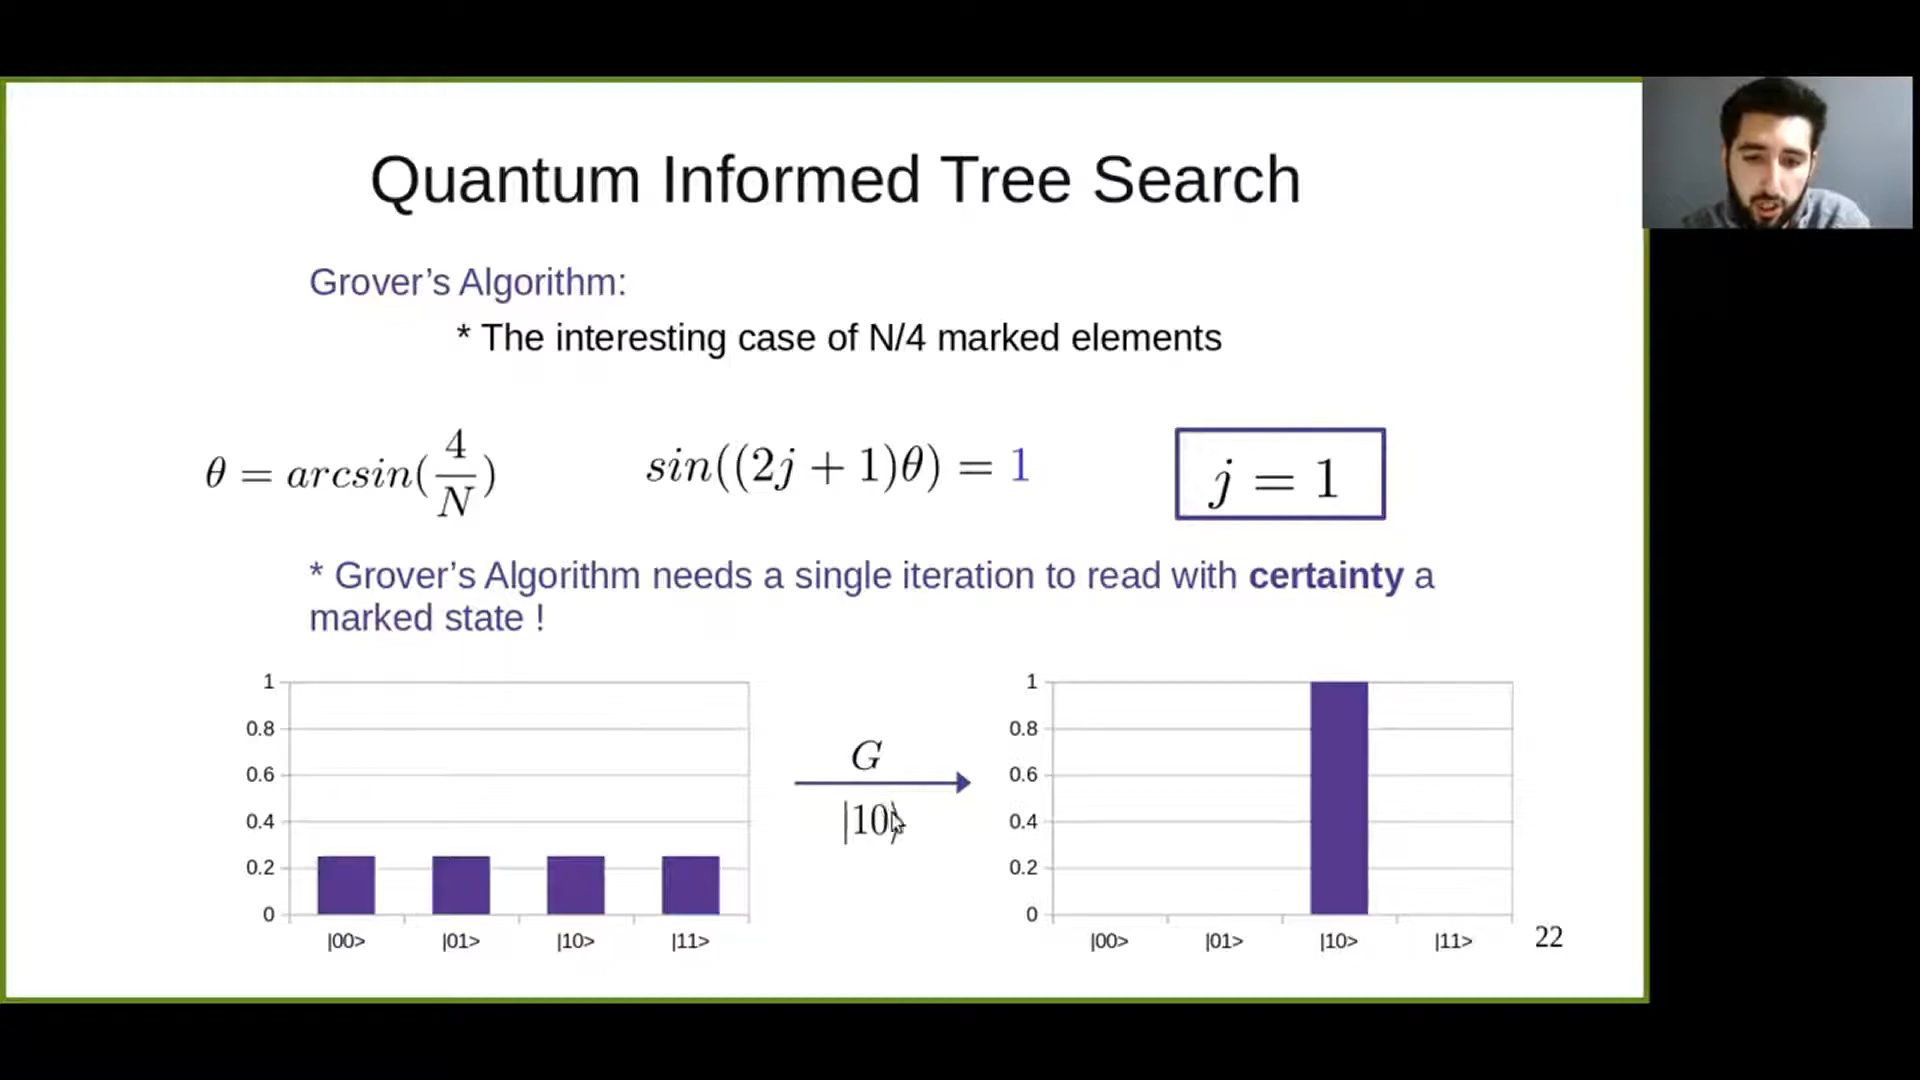 Quantum Informed Tree Search
Grover's Algorithm:
* The interesting case of N/4 marked elements
θ = arcsin(4/N)
sin((2j + 1)θ) = 1
j = 1
* Grover's Algorithm needs a single iteration to read with certainty a
marked state !
1
0.8
0.6
0.4
0.2
0
|00> |01> |10> |11>
G
|10⟩
1
0.8
0.6
0.4
0.2
0
|00> |01> |10> |11>
22